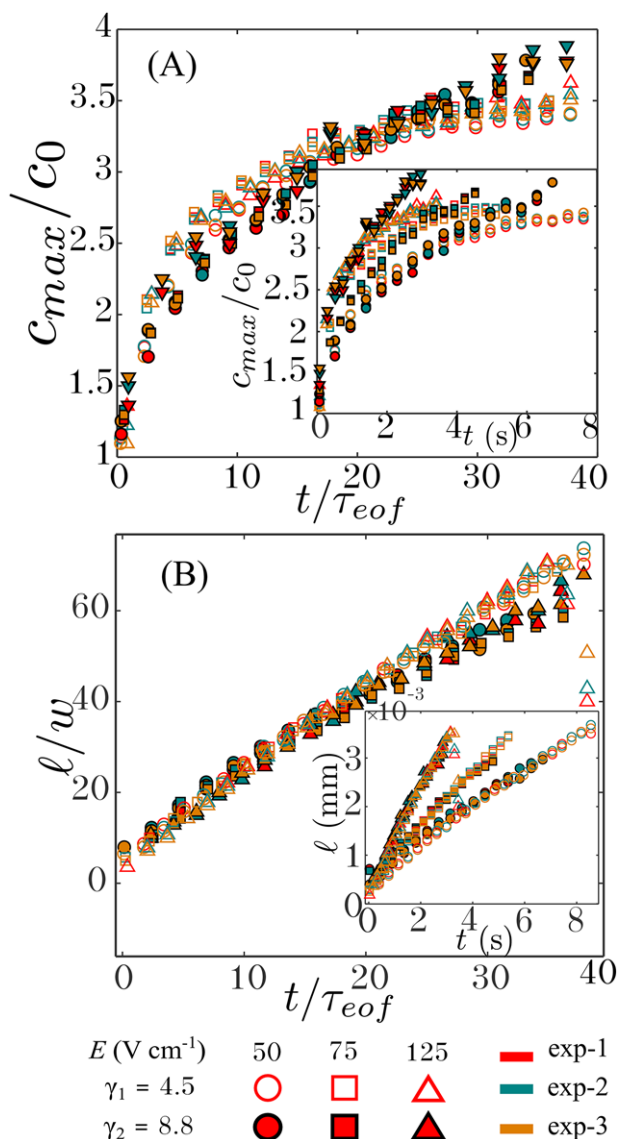 (A)
4
3.5
3
2.5
2
1.5
1
c_max/c_0
0 10 20 30 40
t/τ_eof
3.5
3
2.5
2
1.5
1
c_max/c_0
0 2 4 6 8
t (s)
(B)
60
40
20
0
ℓ/w
0 10 20 30 40
t/τ_eof
×10⁻³
3
2
1
0
ℓ (mm)
0 2 4 6 8
t (s)
E (V cm⁻¹) 50 75 125 exp-1
γ₁ = 4.5 exp-2
γ₂ = 8.8 exp-3